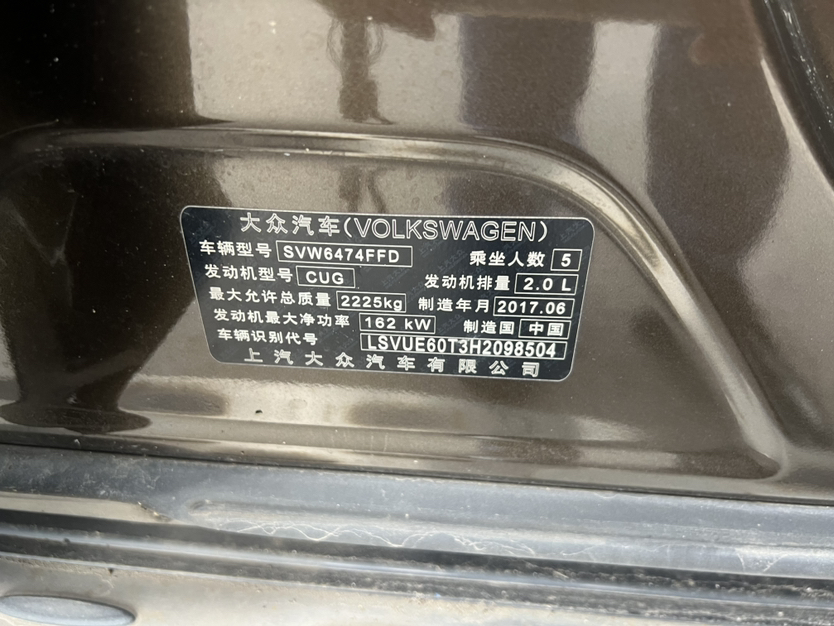 大众汽车(VOLKSWAGEN)
车辆型号 SVW6474FFD 乘坐人数 5
发动机型号 CUG 发动机排量 2.0 L
最大允许总质量 2225kg 制造年月 2017.06
发动机最大净功率 162 kW 制造国 中国
车辆识别代号 LSVUE60T3H2098504
上汽大众汽车有限公司